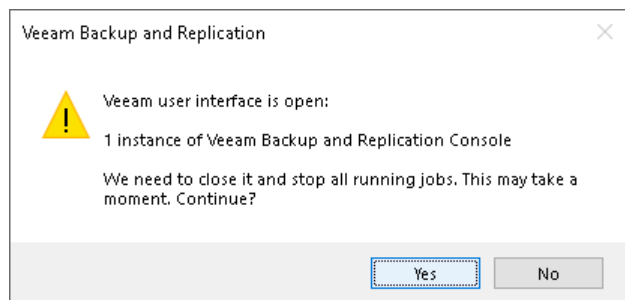 Veeam Backup and Replication
Veeam user interface is open:
1 instance of Veeam Backup and Replication Console
We need to close it and stop all running jobs. This may take a
moment. Continue?
Yes
No